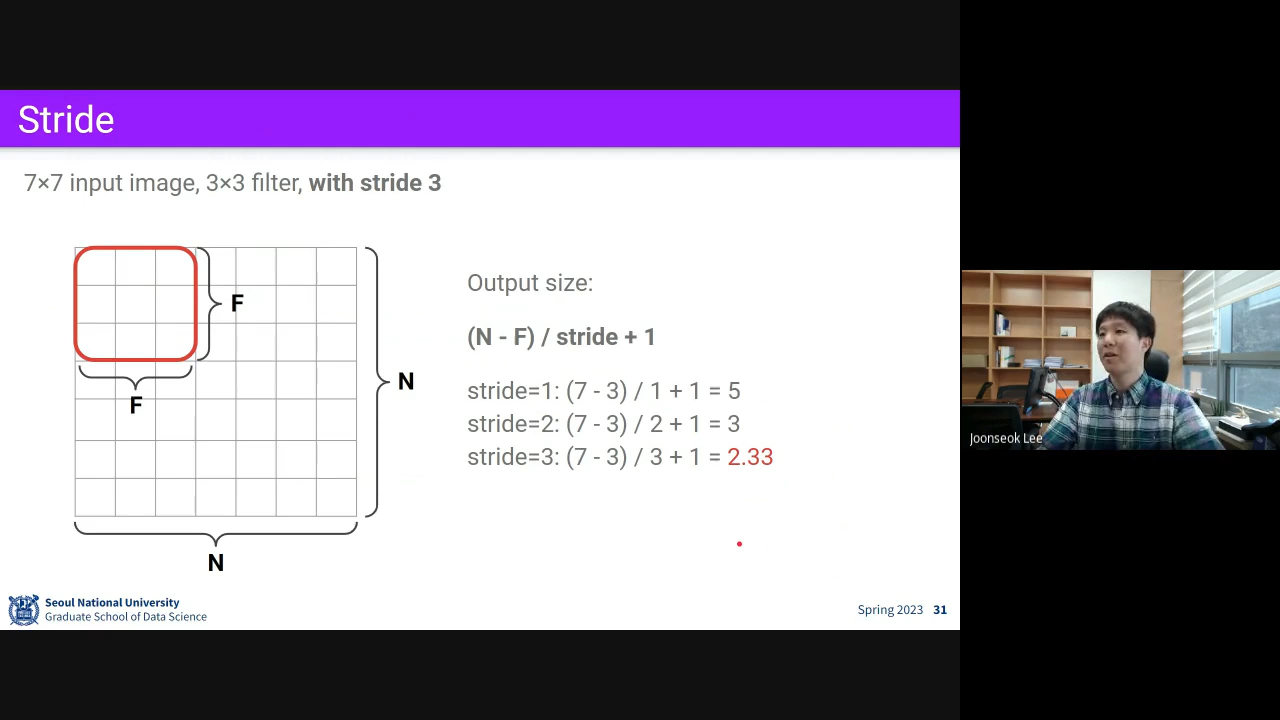 Stride
7×7 input image, 3×3 filter, with stride 3
F
F
N
N
Output size:
(N - F) / stride + 1
stride=1: (7 - 3) / 1 + 1 = 5
stride=2: (7 - 3) / 2 + 1 = 3
stride=3: (7 - 3) / 3 + 1 = 2.33
Seoul National University
Graduate School of Data Science
Spring 2023 31
Joonseok Lee